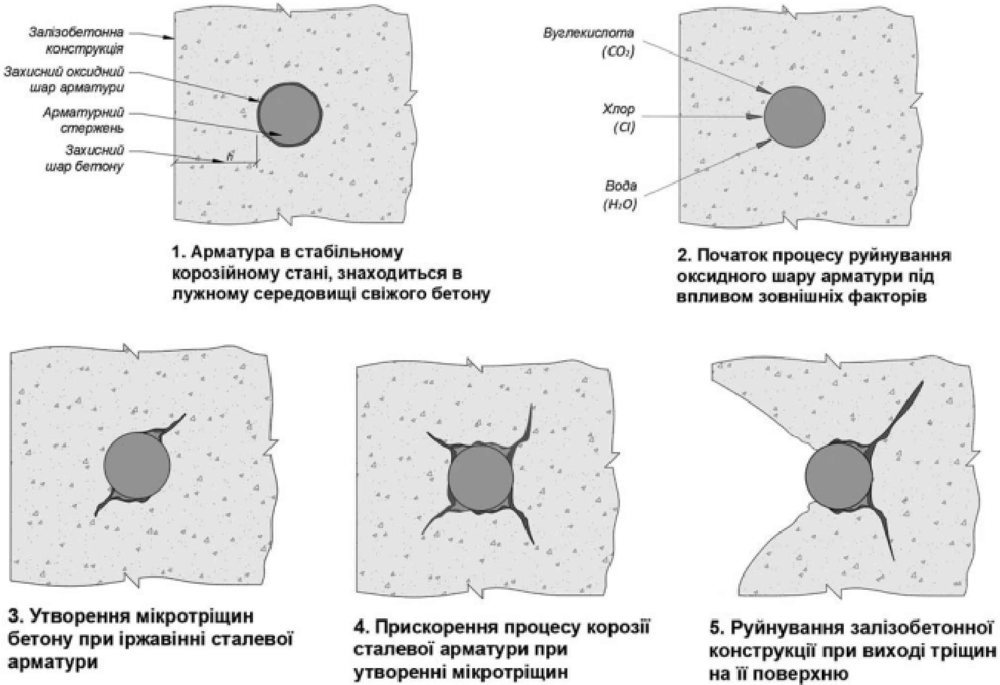 Залізобетонна
конструкція
Захисний оксидний
шар арматури
Арматурний
стержень
Захисний
шар бетону
1. Арматура в стабільному
корозійному стані, знаходиться в
лужному середовищі свіжого бетону
Вуглекислота
(CO₂)
Хлор
(Cl)
Вода
(H₂O)
2. Початок процесу руйнування
оксидного шару арматури під
впливом зовнішніх факторів
3. Утворення мікротріщин
бетону при іржавінні сталевої
арматури
4. Прискорення процесу корозії
сталевої арматури при
утворенні мікротріщин
5. Руйнування залізобетонної
конструкції при виході тріщин
на її поверхню